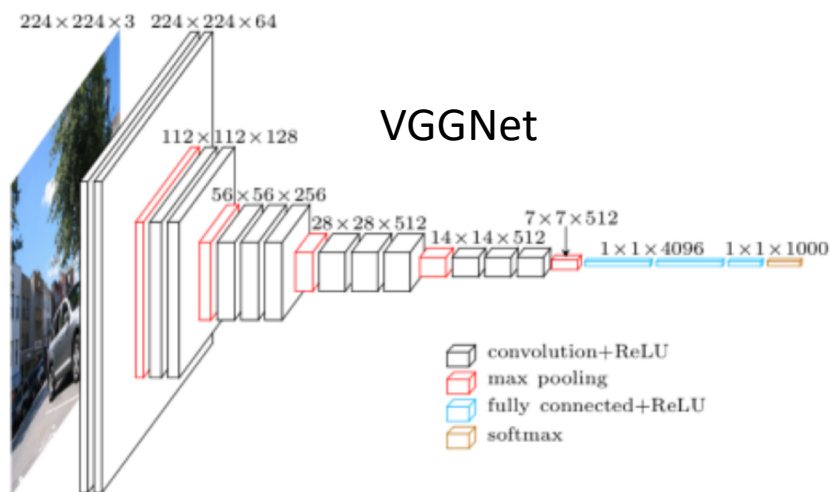 224×224×3
224×224×64
112×112×128
VGGNet
56×56×256
28×28×512
14×14×512
7×7×512
1×1×4096
1×1×1000
convolution+ReLU
max pooling
fully connected+ReLU
softmax